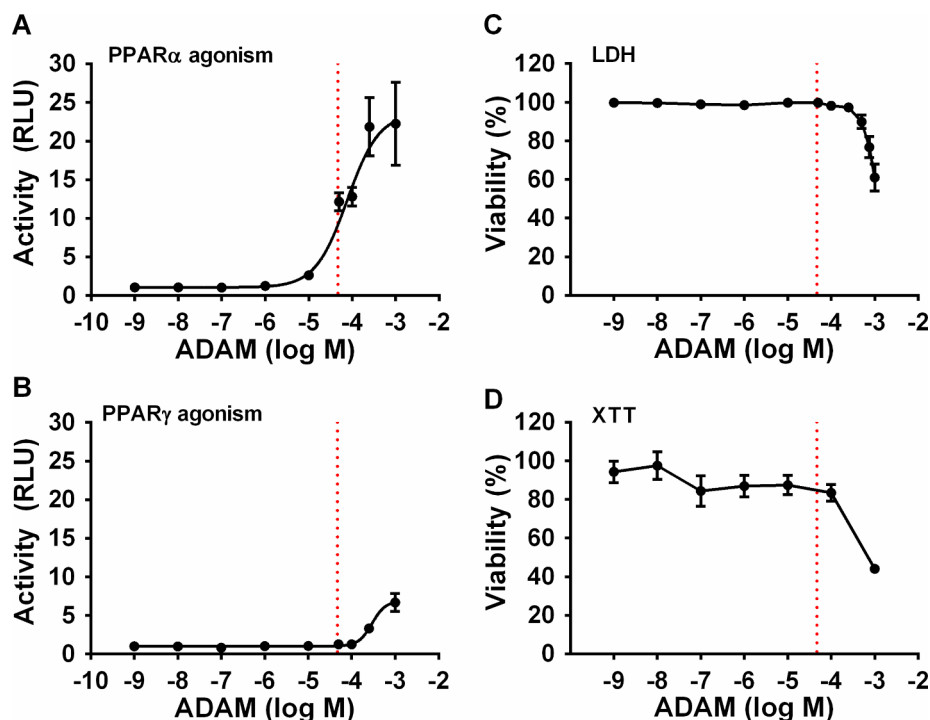 A
PPARα agonism
Activity (RLU)
30
25
20
15
10
5
0
-10 -9 -8 -7 -6 -5 -4 -3 -2
ADAM (log M)
B
PPARγ agonism
Activity (RLU)
30
25
20
15
10
5
0
-10 -9 -8 -7 -6 -5 -4 -3 -2
ADAM (log M)
C
LDH
Viability (%)
120
100
80
60
40
20
0
-9 -8 -7 -6 -5 -4 -3 -2
ADAM (log M)
D
XTT
Viability (%)
120
100
80
60
40
20
0
-9 -8 -7 -6 -5 -4 -3 -2
ADAM (log M)